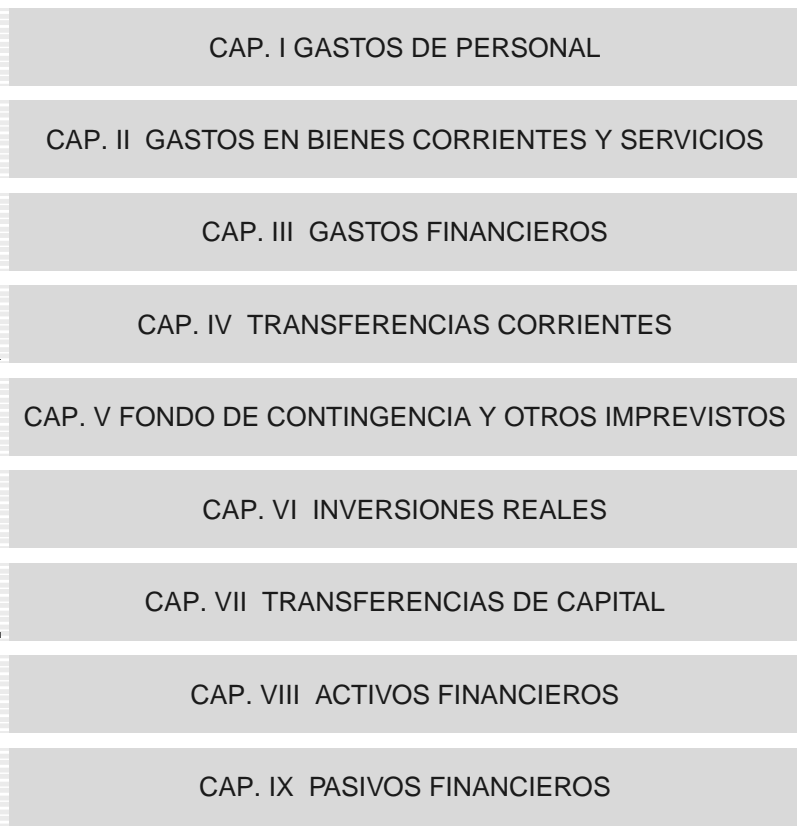 CAP. I GASTOS DE PERSONAL
CAP. II GASTOS EN BIENES CORRIENTES Y SERVICIOS
CAP. III GASTOS FINANCIEROS
CAP. IV TRANSFERENCIAS CORRIENTES
CAP. V FONDO DE CONTINGENCIA Y OTROS IMPREVISTOS
CAP. VI INVERSIONES REALES
CAP. VII TRANSFERENCIAS DE CAPITAL
CAP. VIII ACTIVOS FINANCIEROS
CAP. IX PASIVOS FINANCIEROS